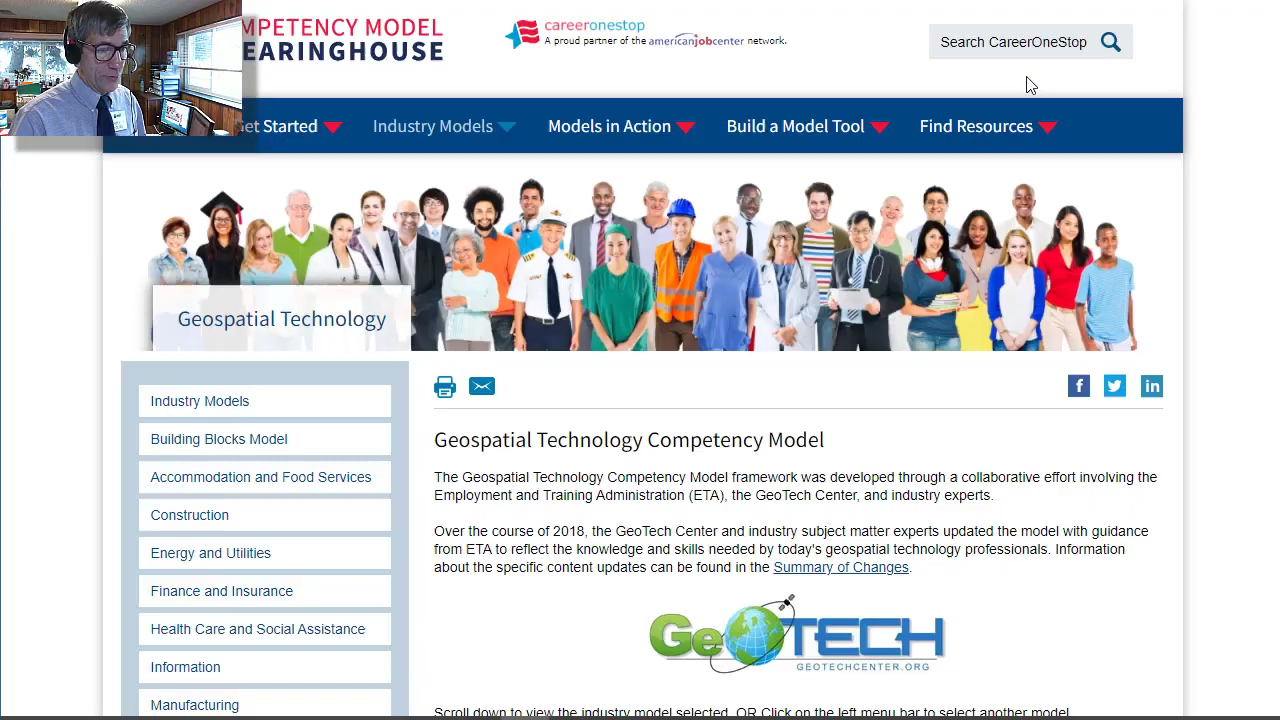 MPETENCY MODEL
EARINGHOUSE
careeronestop
A proud partner of the americanjobcenter network.
Search CareerOneStop
et Started
Industry Models
Models in Action
Build a Model Tool
Find Resources
Geospatial Technology
Industry Models
Building Blocks Model
Accommodation and Food Services
Construction
Energy and Utilities
Finance and Insurance
Health Care and Social Assistance
Information
Manufacturing
f
in
Geospatial Technology Competency Model
The Geospatial Technology Competency Model framework was developed through a collaborative effort involving the
Employment and Training Administration (ETA), the GeoTech Center, and industry experts.
Over the course of 2018, the GeoTech Center and industry subject matter experts updated the model with guidance
from ETA to reflect the knowledge and skills needed by today's geospatial technology professionals. Information
about the specific content updates can be found in the Summary of Changes.
GeoTECH
GEOTECHCENTER.ORG
Scroll down to view the industry model selected, OR Click on the left menu bar to select another model.